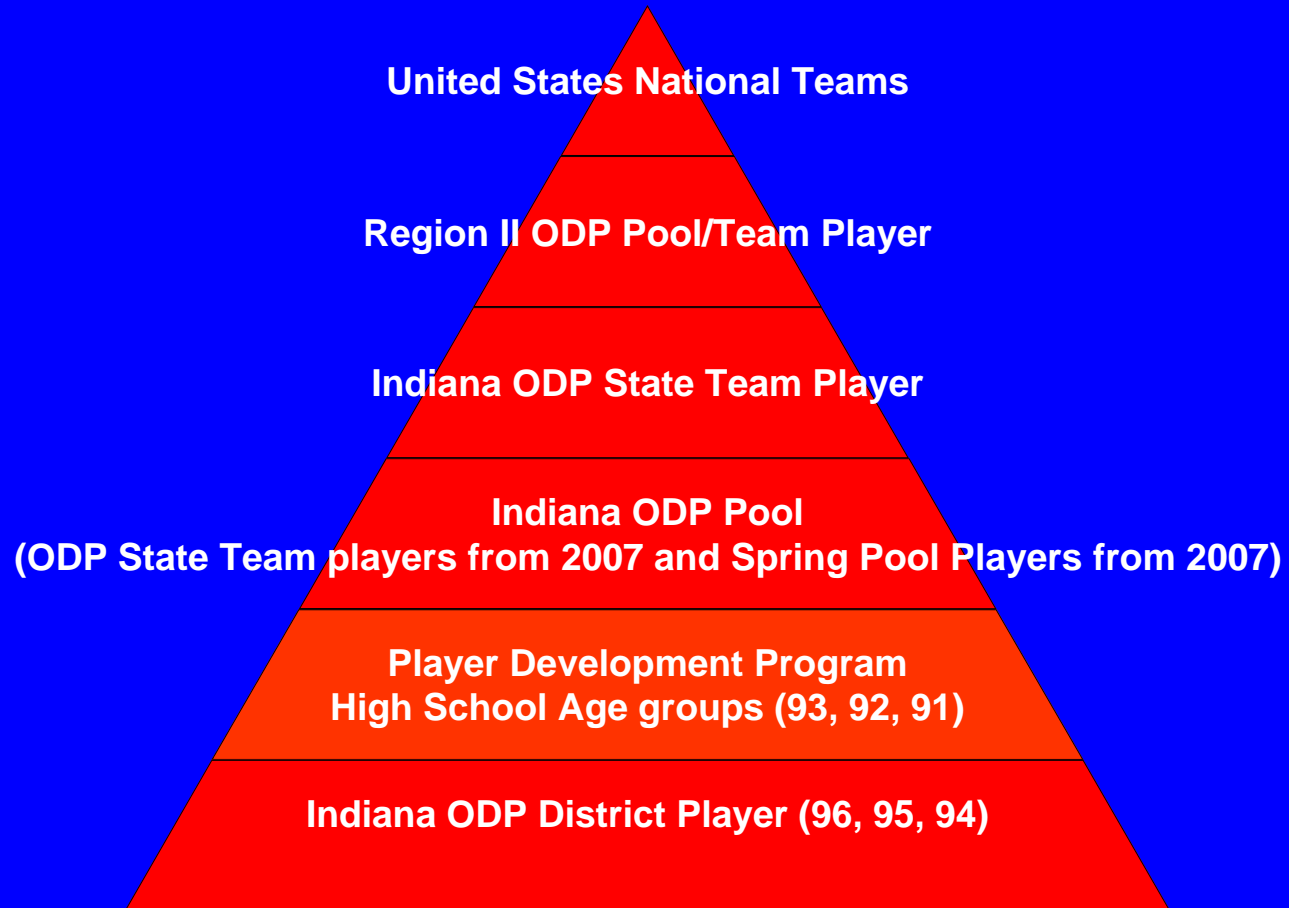 United States National Teams
Region II ODP Pool/Team Player
Indiana ODP State Team Player
Indiana ODP Pool
(ODP State Team players from 2007 and Spring Pool Players from 2007)
Player Development Program
High School Age groups (93, 92, 91)
Indiana ODP District Player (96, 95, 94)